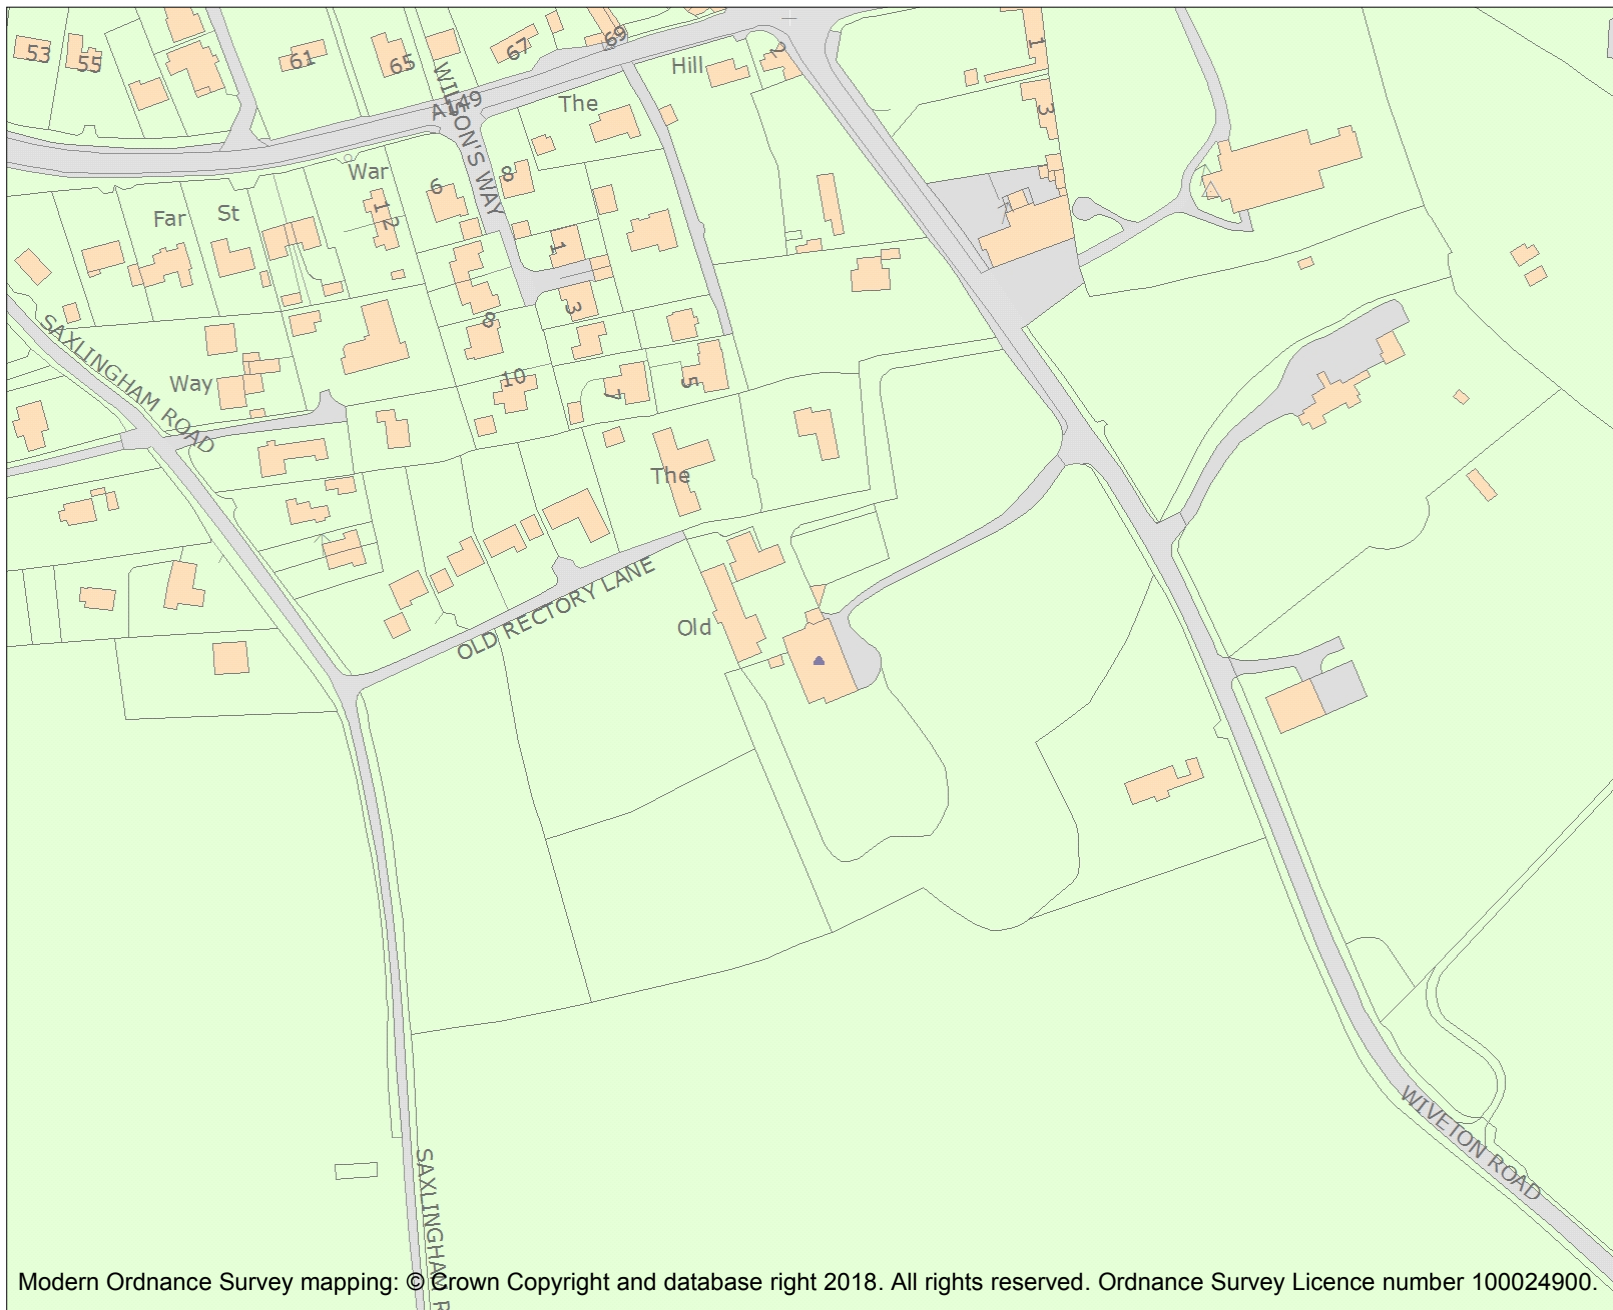 53
55
61
65
67
69
Hill
2
1
WILSON'S WAY
A149
The
3
War
6
8
12
Far
St
1
SAXLINGHAM ROAD
8
3
Way
10
7
5
The
OLD RECTORY LANE
Old
WIVETON ROAD
SAXLINGHAM R
Modern Ordnance Survey mapping: © Crown Copyright and database right 2018. All rights reserved. Ordnance Survey Licence number 100024900.